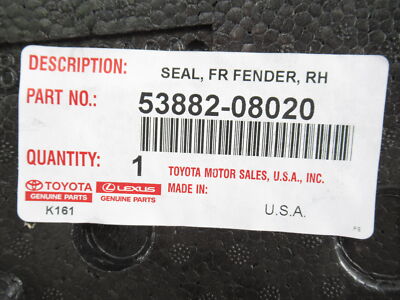 DESCRIPTION: SEAL, FR FENDER, RH
PART NO.: 53882-08020
QUANTITY: 1 TOYOTA MOTOR SALES, U.S.A., INC.
MADE IN:
TOYOTA LEXUS
GENUINE PARTS GENUINE PARTS
K161 U.S.A.